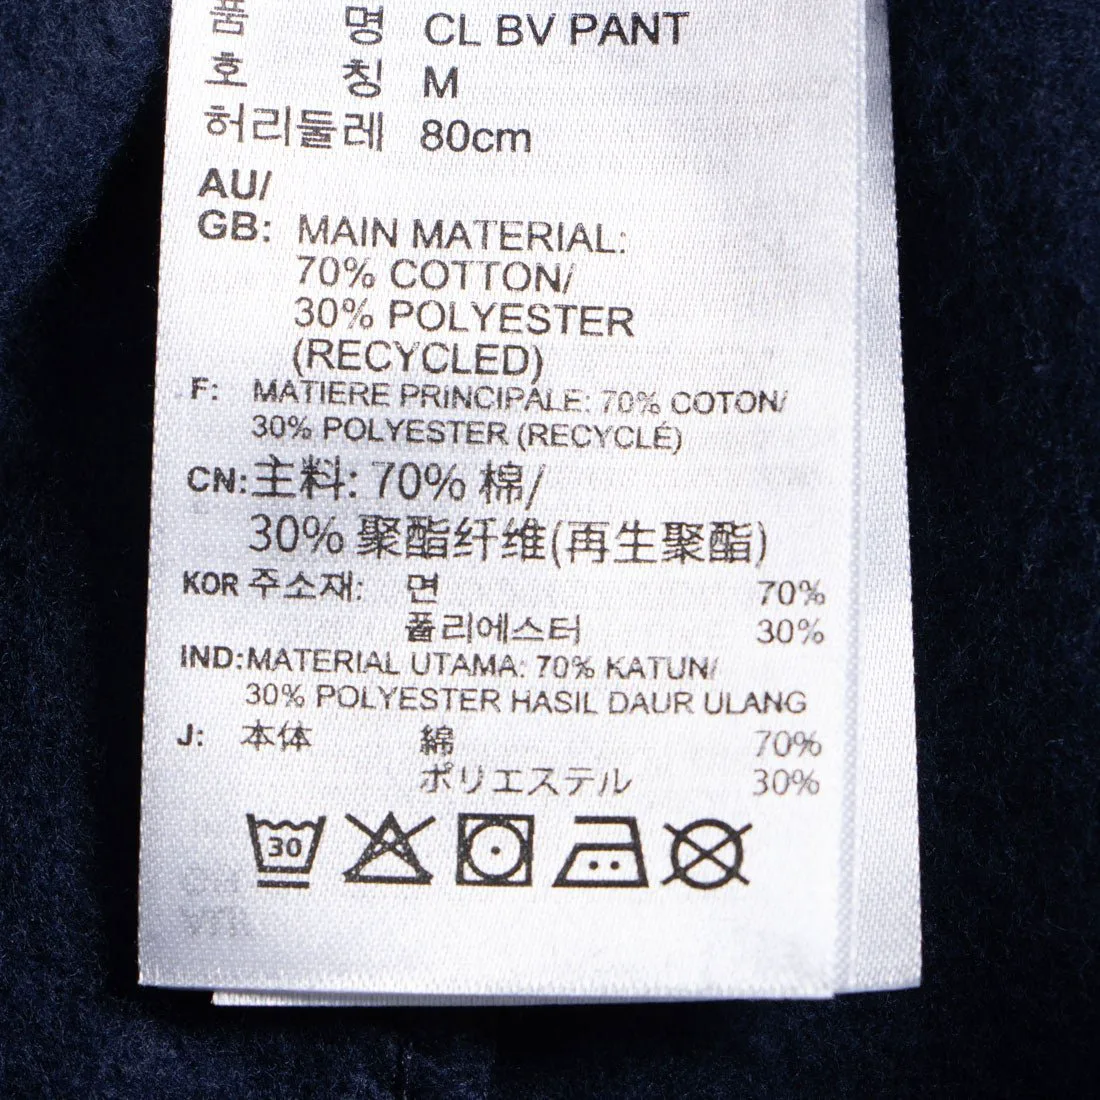 품 명 CL BV PANT
호 칭 M
허리둘레 80cm
AU/
GB: MAIN MATERIAL:
70% COTTON/
30% POLYESTER
(RECYCLED)
F: MATIERE PRINCIPALE: 70% COTON/
30% POLYESTER (RECYCLÉ)
CN:主料: 70% 棉/
30% 聚酯纤维(再生聚酯)
KOR 주소재: 면 70%
폴리에스터 30%
IND:MATERIAL UTAMA: 70% KATUN/
30% POLYESTER HASIL DAUR ULANG
J: 本体 綿 70%
ポリエステル 30%
30